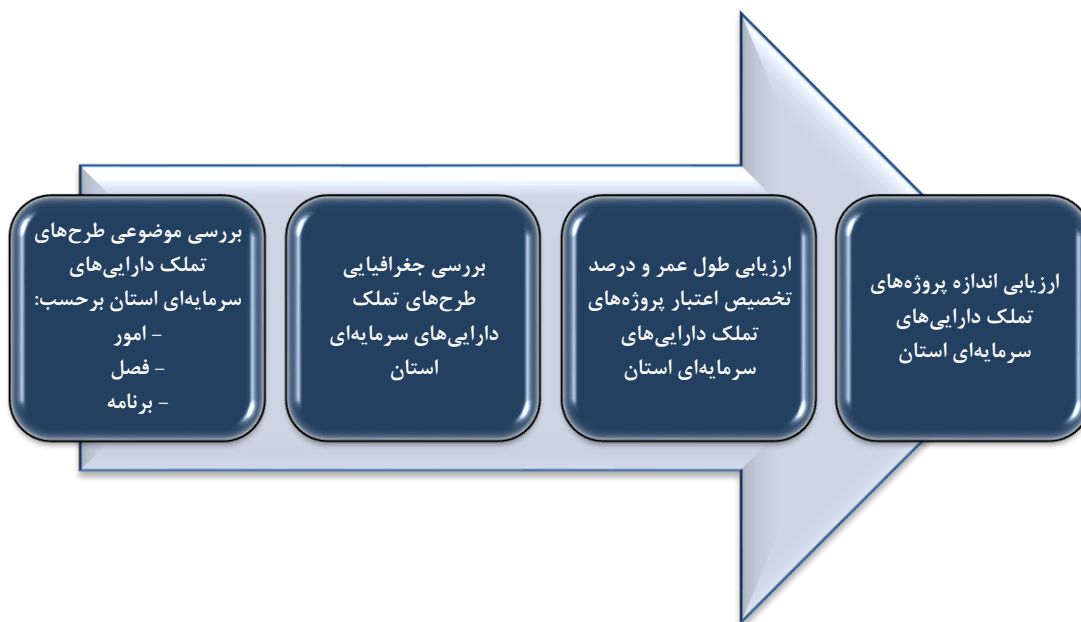 بررسی موضوعی طرح‌های
تملک دارایی‌های
سرمایه‌ای استان برحسب:
- امور
- فصل
- برنامه
بررسی جغرافیایی
طرح‌های تملک
دارایی‌های سرمایه‌ای
استان
ارزیابی طول عمر و درصد
تخصیص اعتبار پروژه‌های
تملک دارایی‌های
سرمایه‌ای استان
ارزیابی اندازه پروژه‌های
تملک دارایی‌های
سرمایه‌ای استان